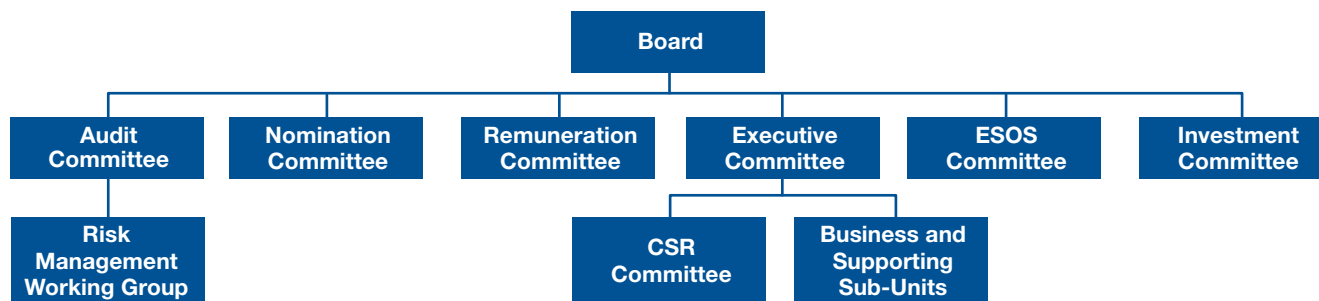 Board
Audit
Committee
Nomination
Committee
Remuneration
Committee
Executive
Committee
ESOS
Committee
Investment
Committee
Risk
Management
Working Group
CSR
Committee
Business and
Supporting
Sub-Units